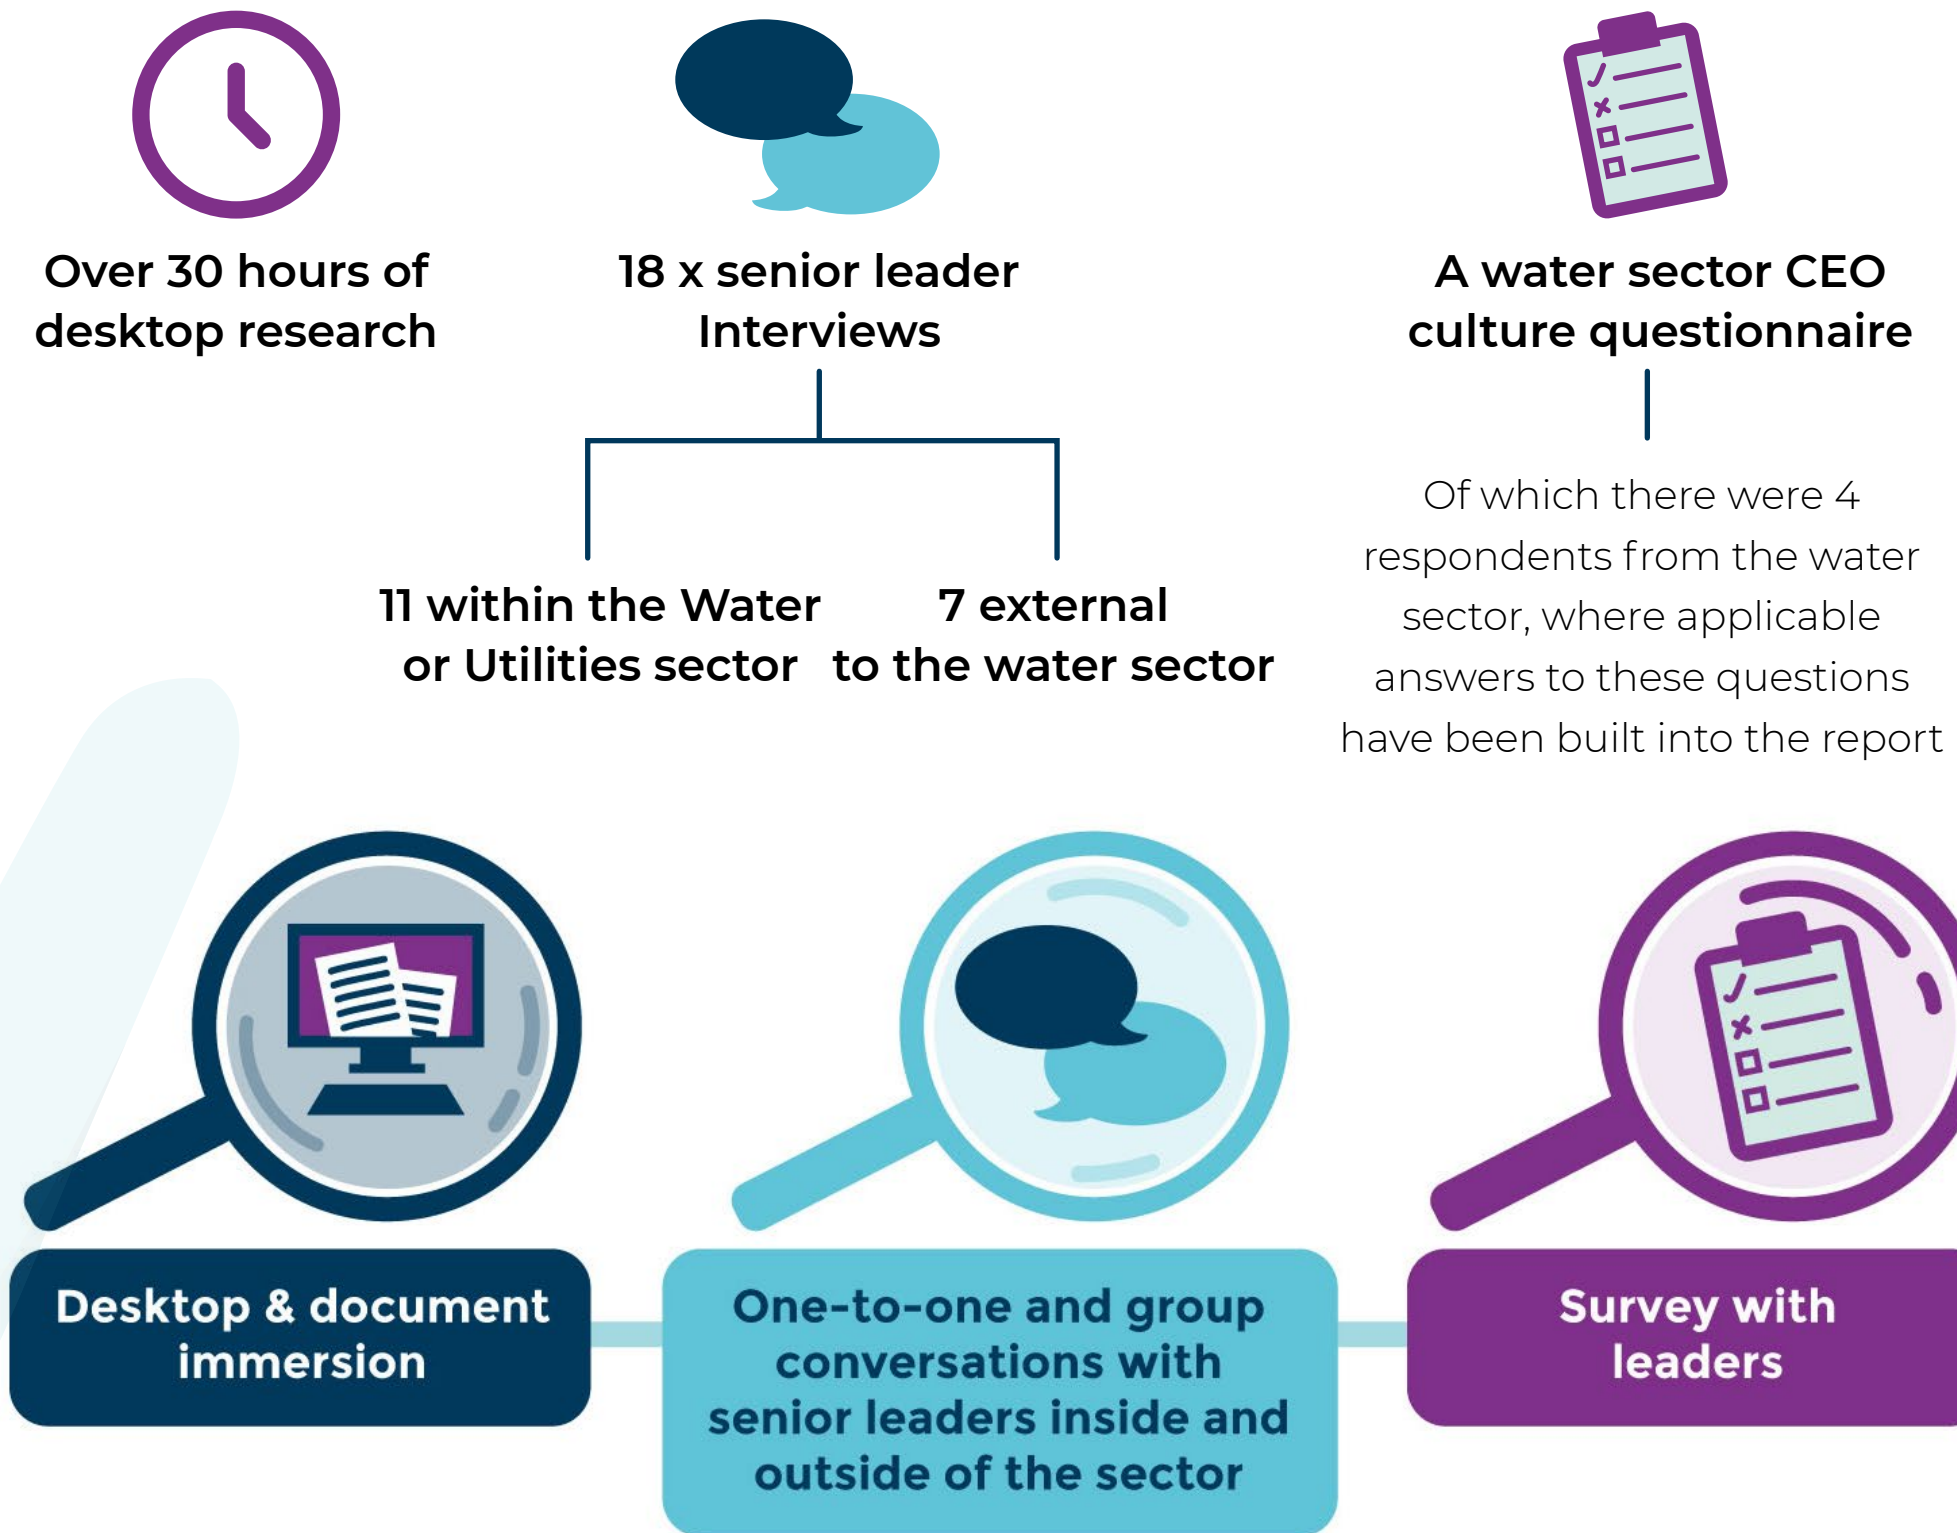 Over 30 hours of
desktop research
18 x senior leader
Interviews
11 within the Water
or Utilities sector
7 external
to the water sector
A water sector CEO
culture questionnaire
Of which there were 4
respondents from the water
sector, where applicable
answers to these questions
have been built into the report
Desktop & document
immersion
One-to-one and group
conversations with
senior leaders inside and
outside of the sector
Survey with
leaders